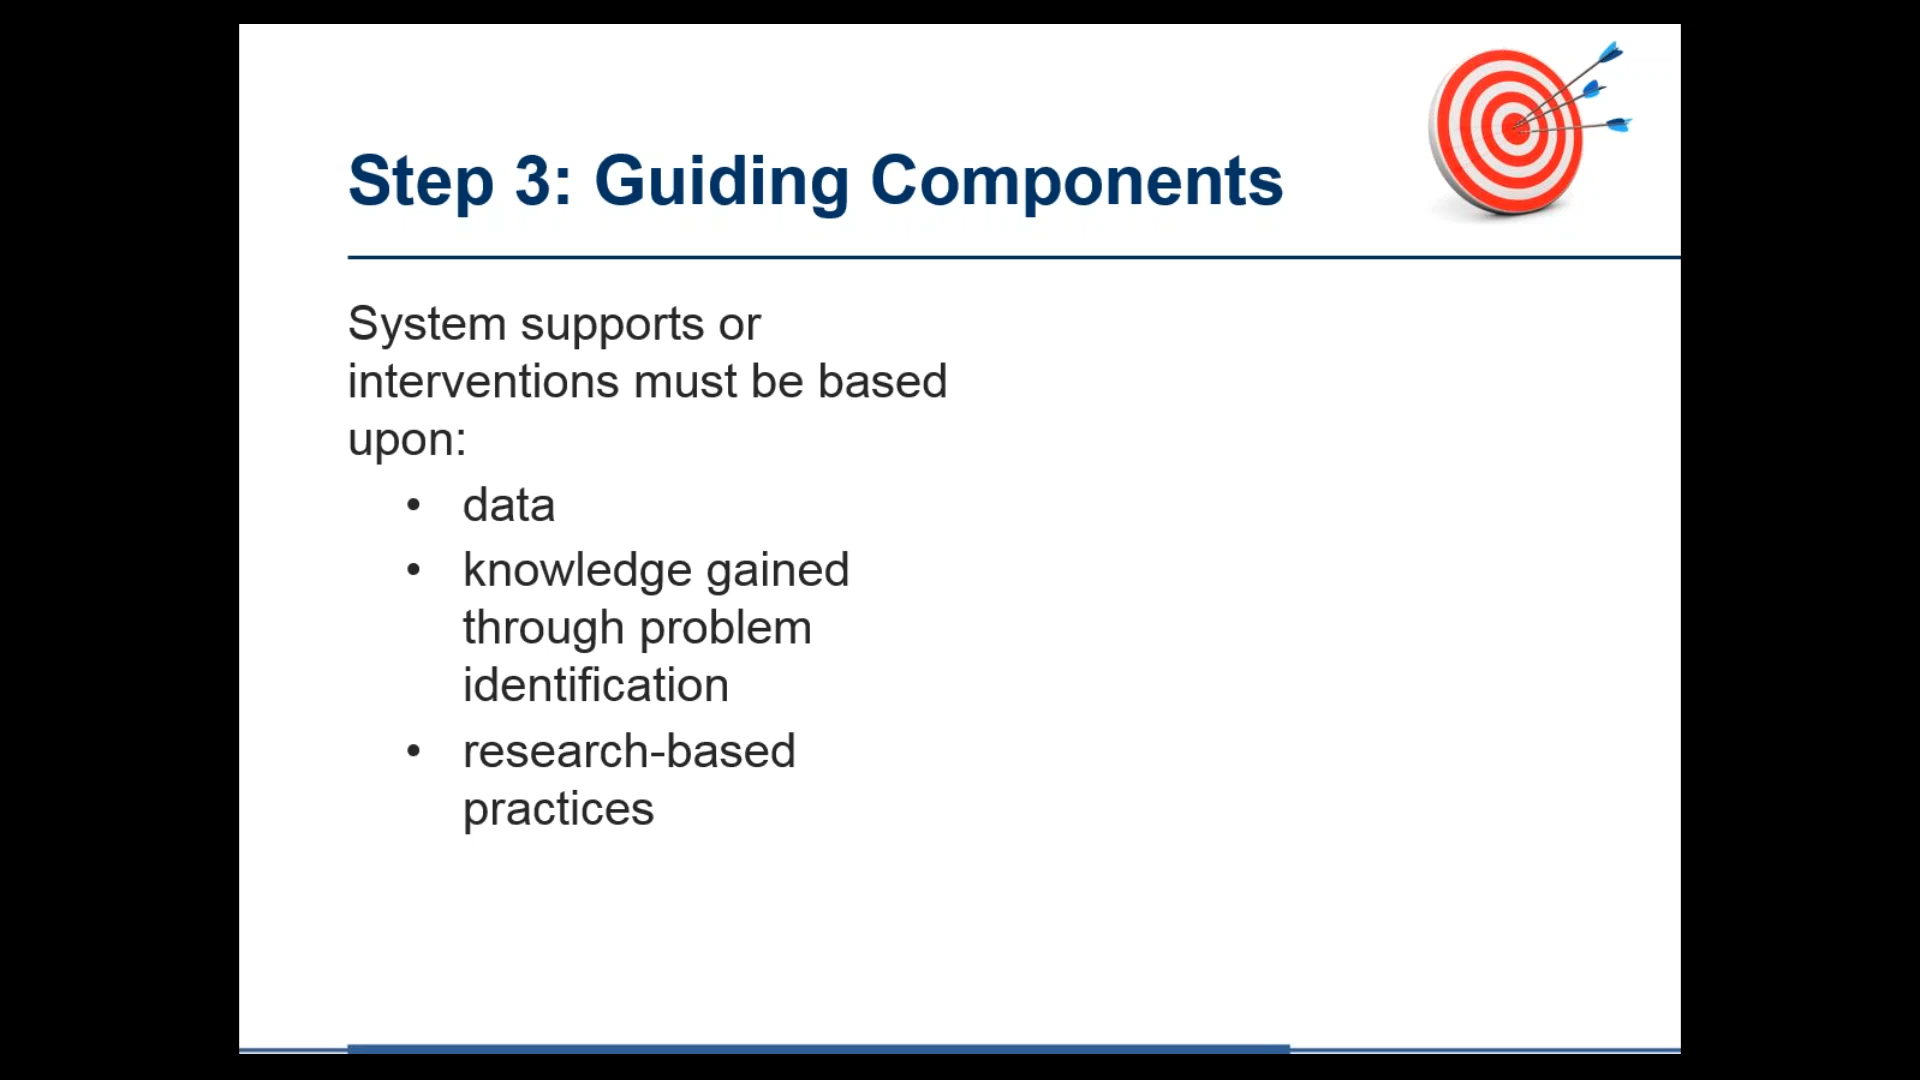 Step 3: Guiding Components
System supports or
interventions must be based
upon:
• data
• knowledge gained
through problem
identification
• research-based
practices